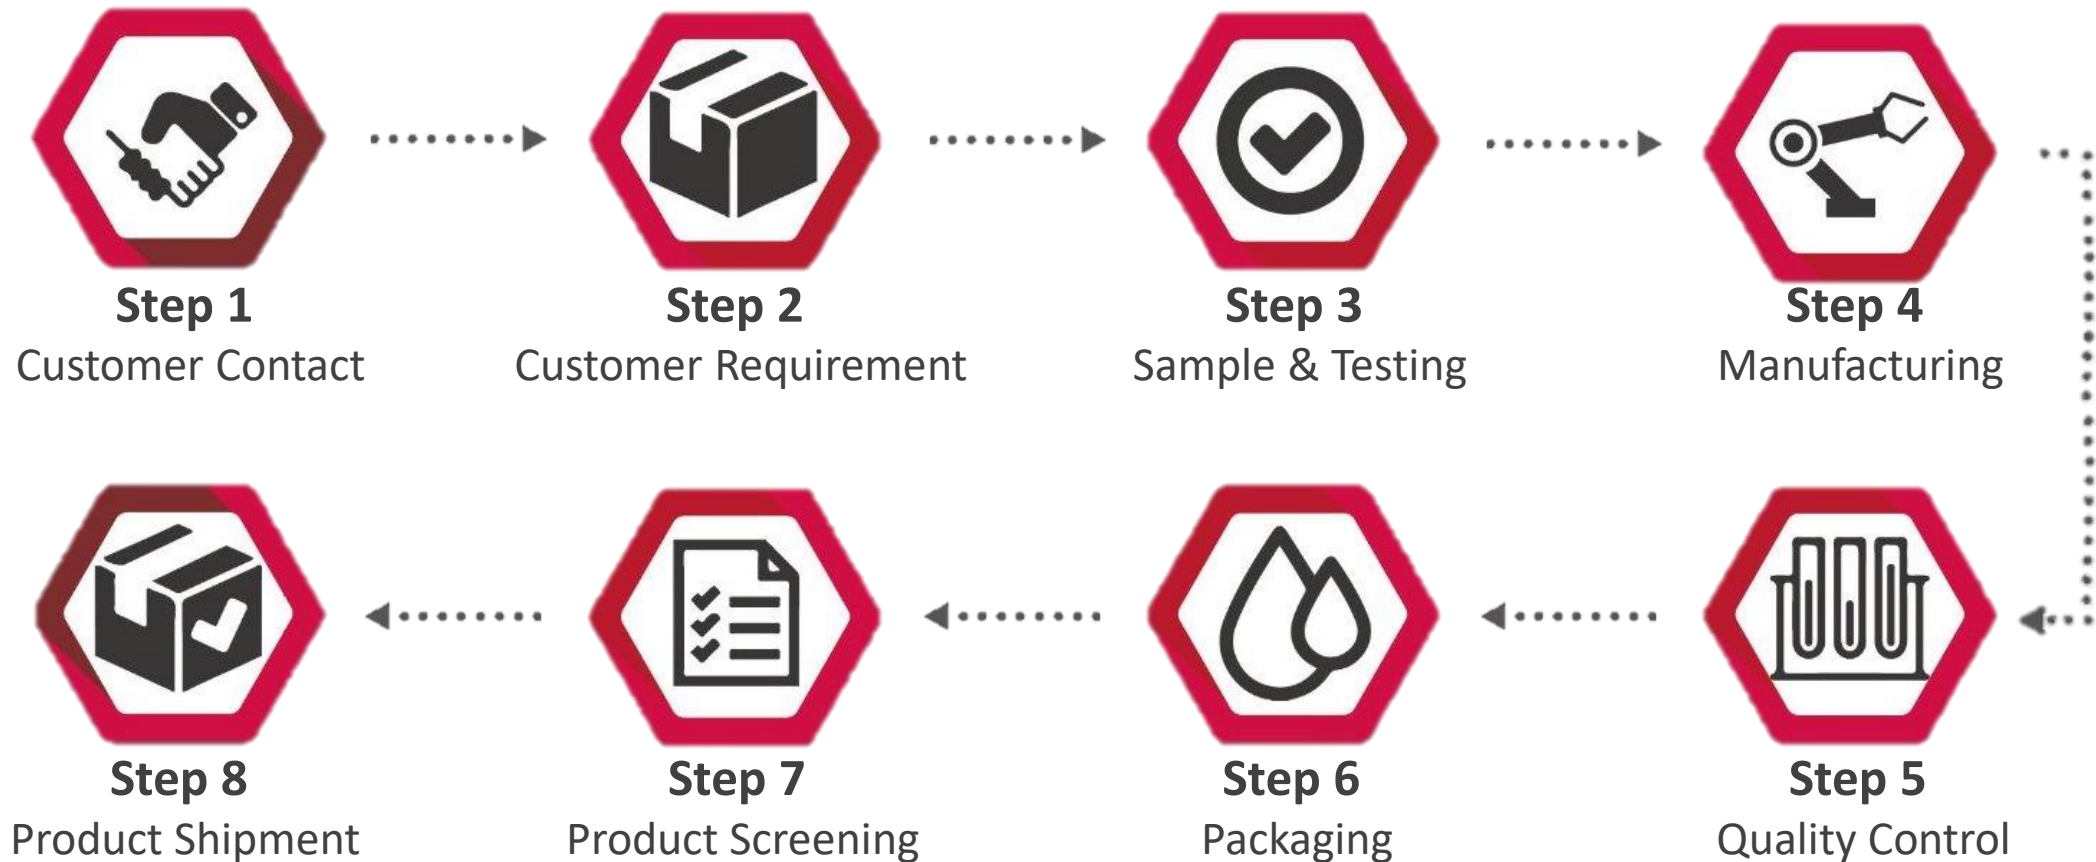 Step 1
Customer Contact
Step 2
Customer Requirement
Step 3
Sample & Testing
Step 4
Manufacturing
Step 5
Quality Control
Step 6
Packaging
Step 7
Product Screening
Step 8
Product Shipment